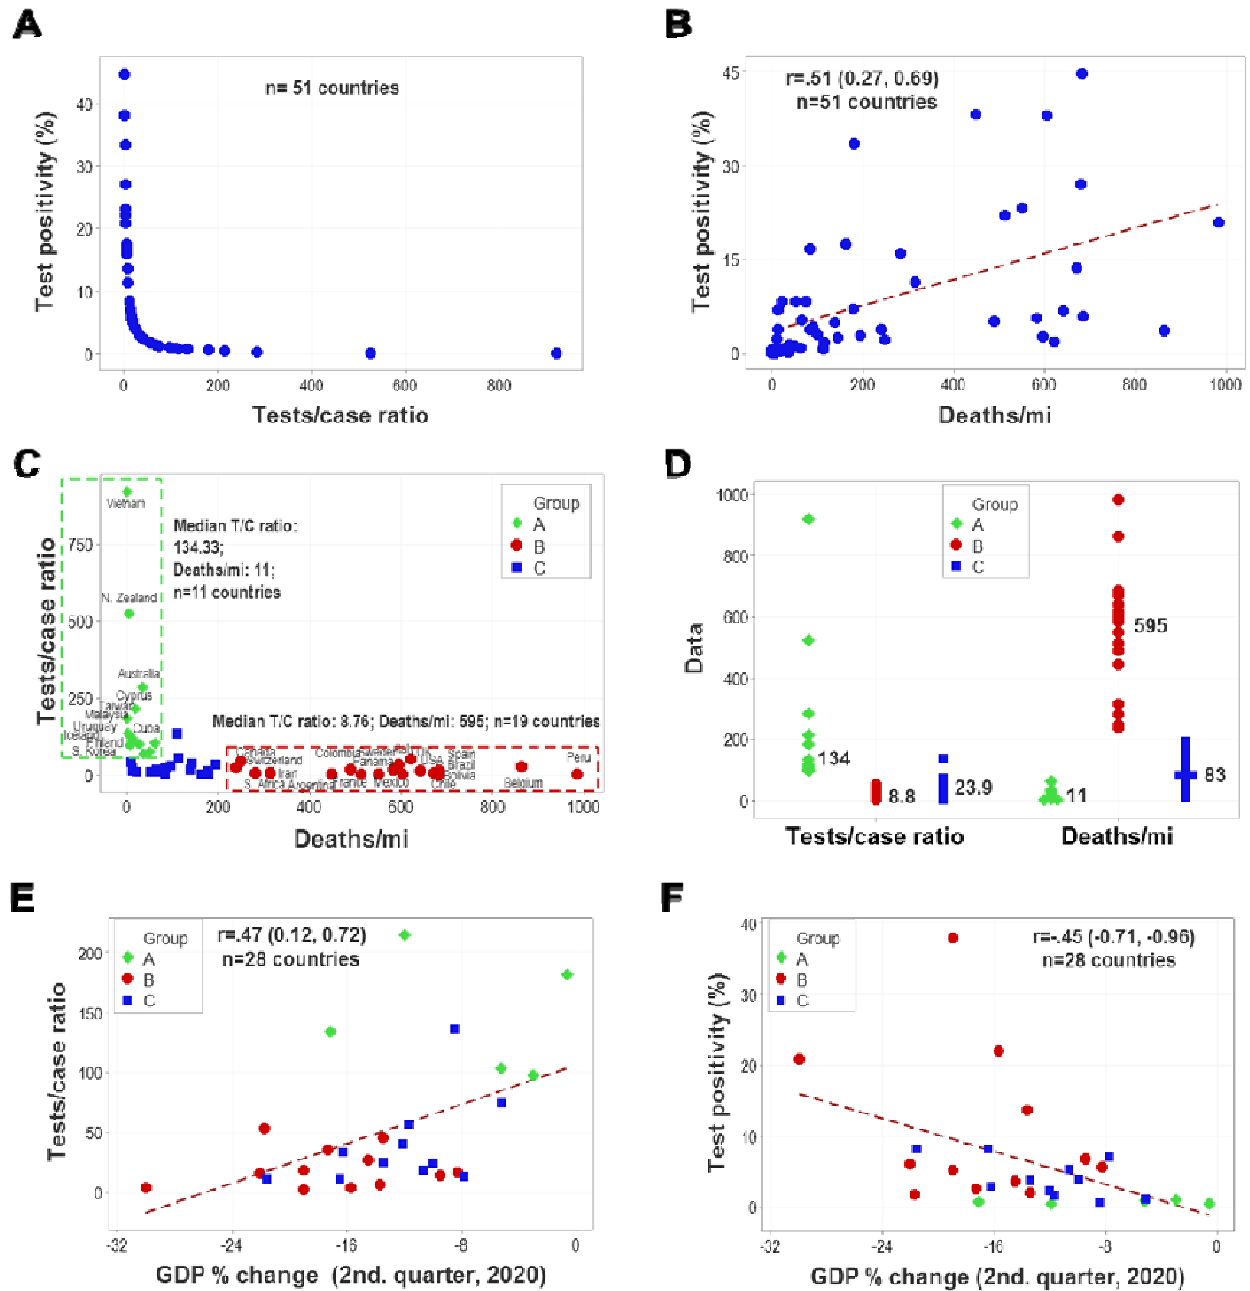 A
n= 51 countries
Test positivity (%)
40
30
20
10
0
0
200
400
600
800
Tests/case ratio
B
r=.51 (0.27, 0.69)
n=51 countries
Test positivity (%)
45
30
15
0
0
200
400
600
800
1000
Deaths/mi
C
Tests/case ratio
750
500
250
0
Vietnam
Median T/C ratio:
134.33;
Deaths/mi: 11;
n=11 countries
Group
A
B
C
N. Zealand
Australia
Cyprus
Taiwan
Malaysia
Uruguay
Cuba
Iceland
Finland
S. Korea
Median T/C ratio: 8.76; Deaths/mi: 595; n=19 countries
Canada
Switzerland
Iran
S. Africa
Argentina
Colombia
Sweden
Panama
France
Mexico
USA
Spain
Brazil
Bolivia
Chile
Belgium
Peru
0
200
400
600
800
1000
Deaths/mi
D
Data
1000
800
600
400
200
0
Group
A
B
C
134
8.8
23.9
11
595
83
Tests/case ratio
Deaths/mi
E
Group
A
B
C
r=.47 (0.12, 0.72)
n=28 countries
Tests/case ratio
200
150
100
50
0
-32
-24
-16
-8
0
GDP % change (2nd. quarter, 2020)
F
Group
A
B
C
r=-.45 (-0.71, -0.96)
n=28 countries
Test positivity (%)
40
30
20
10
0
-32
-24
-16
-8
0
GDP % change (2nd. quarter, 2020)